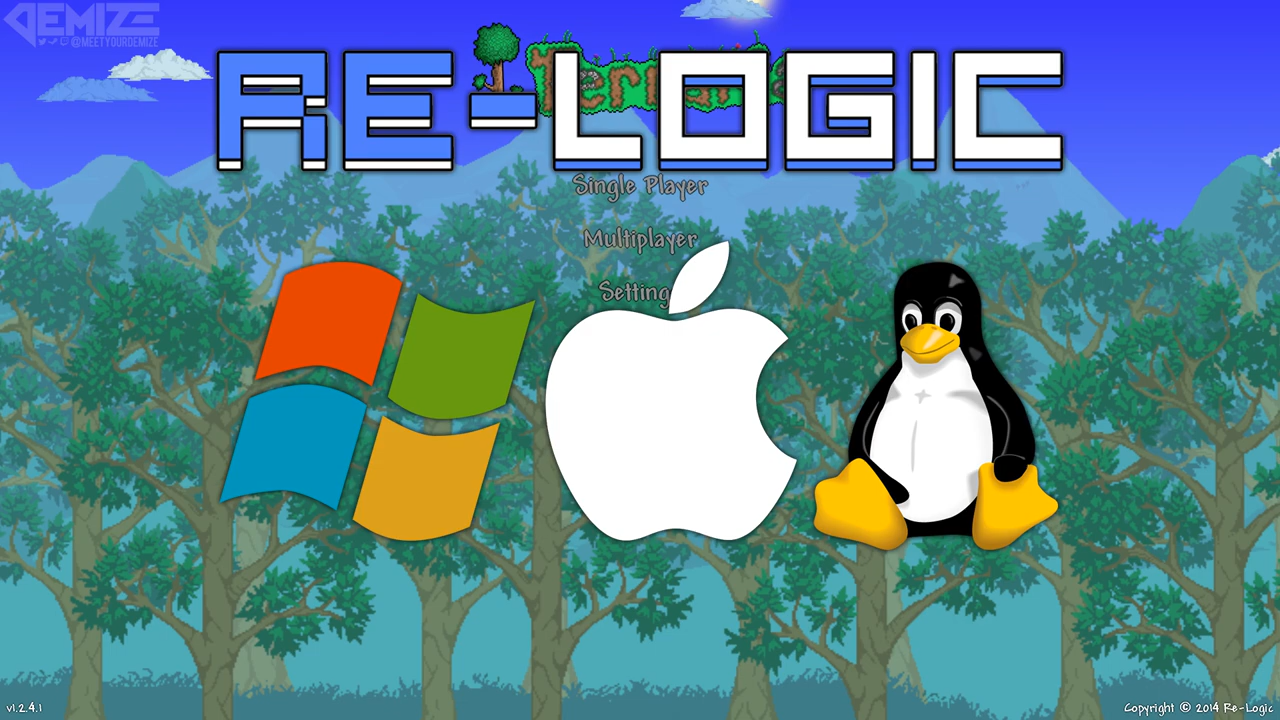 DEMIZE
@MEETYOURDEMIZE
RE-LOGIC
Single Player
Multiplayer
Setting
v1.2.4.1
Copyright © 2014 Re-Logic